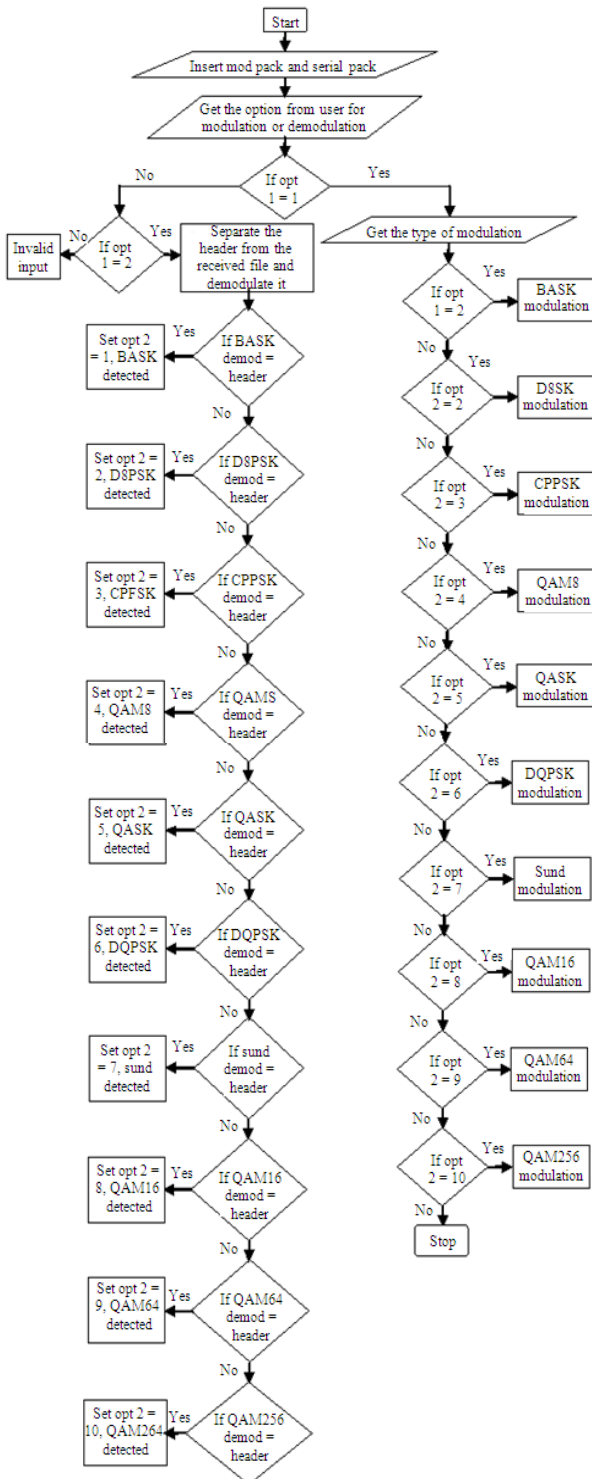 Start
Insert mod pack and serial pack
Get the option from user for
modulation or demodulation
No
If opt
1 = 1
Yes
Invalid
input
No
If opt
1 = 2
Yes
Separate the
header from the
received file and
demodulate it
Get the type of modulation
If opt
1 = 2
Yes
BASK
modulation
No
Set opt 2
= 1, BASK
detected
Yes
If BASK
demod =
header
No
If opt
2 = 2
Yes
D8SK
modulation
No
Set opt 2 =
2, D8PSK
detected
Yes
If D8PSK
demod =
header
No
If opt
2 = 3
Yes
CPPSK
modulation
No
Set opt 2 =
3, CPFSK
detected
Yes
If CPPSK
demod =
header
No
If opt
2 = 4
Yes
QAM8
modulation
No
Set opt 2 =
4, QAM8
detected
Yes
If QAMS
demod =
header
No
If opt
2 = 5
Yes
QASK
modulation
No
Set opt 2 =
5, QASK
detected
Yes
If QASK
demod =
header
No
If opt
2 = 6
Yes
DQPSK
modulation
No
Set opt 2 =
6, DQPSK
detected
Yes
If DQPSK
demod =
header
No
If opt
2 = 7
Yes
Sund
modulation
No
Set opt 2
= 7, sund
detected
Yes
If sund
demod =
header
No
If opt
2 = 8
Yes
QAM16
modulation
No
Set opt 2 =
8, QAM16
detected
Yes
If QAM16
demod =
header
No
If opt
2 = 9
Yes
QAM64
modulation
No
Set opt 2 =
9, QAM64
detected
Yes
If QAM64
demod =
header
No
If opt
2 = 10
Yes
QAM256
modulation
No
Stop
Set opt 2 =
10, QAM264
detected
Yes
If QAM256
demod =
header